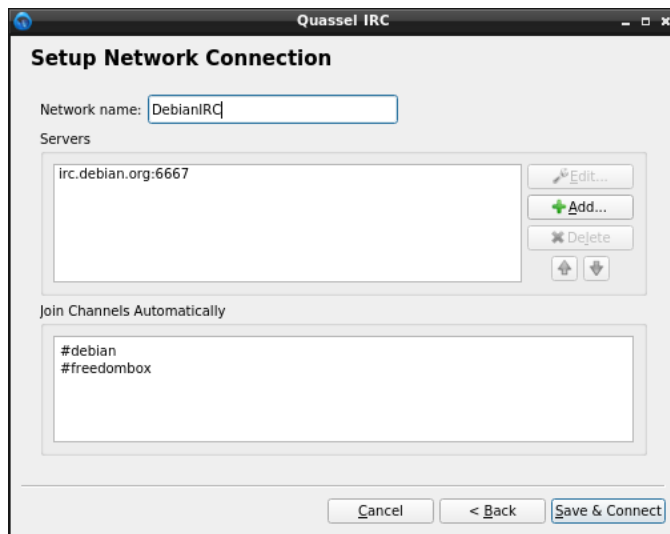 Quassel IRC
Setup Network Connection
Network name: DebianIRC
Servers
irc.debian.org:6667
Edit...
Add...
Delete
Join Channels Automatically
#debian
#freedombox
Cancel
< Back
Save & Connect